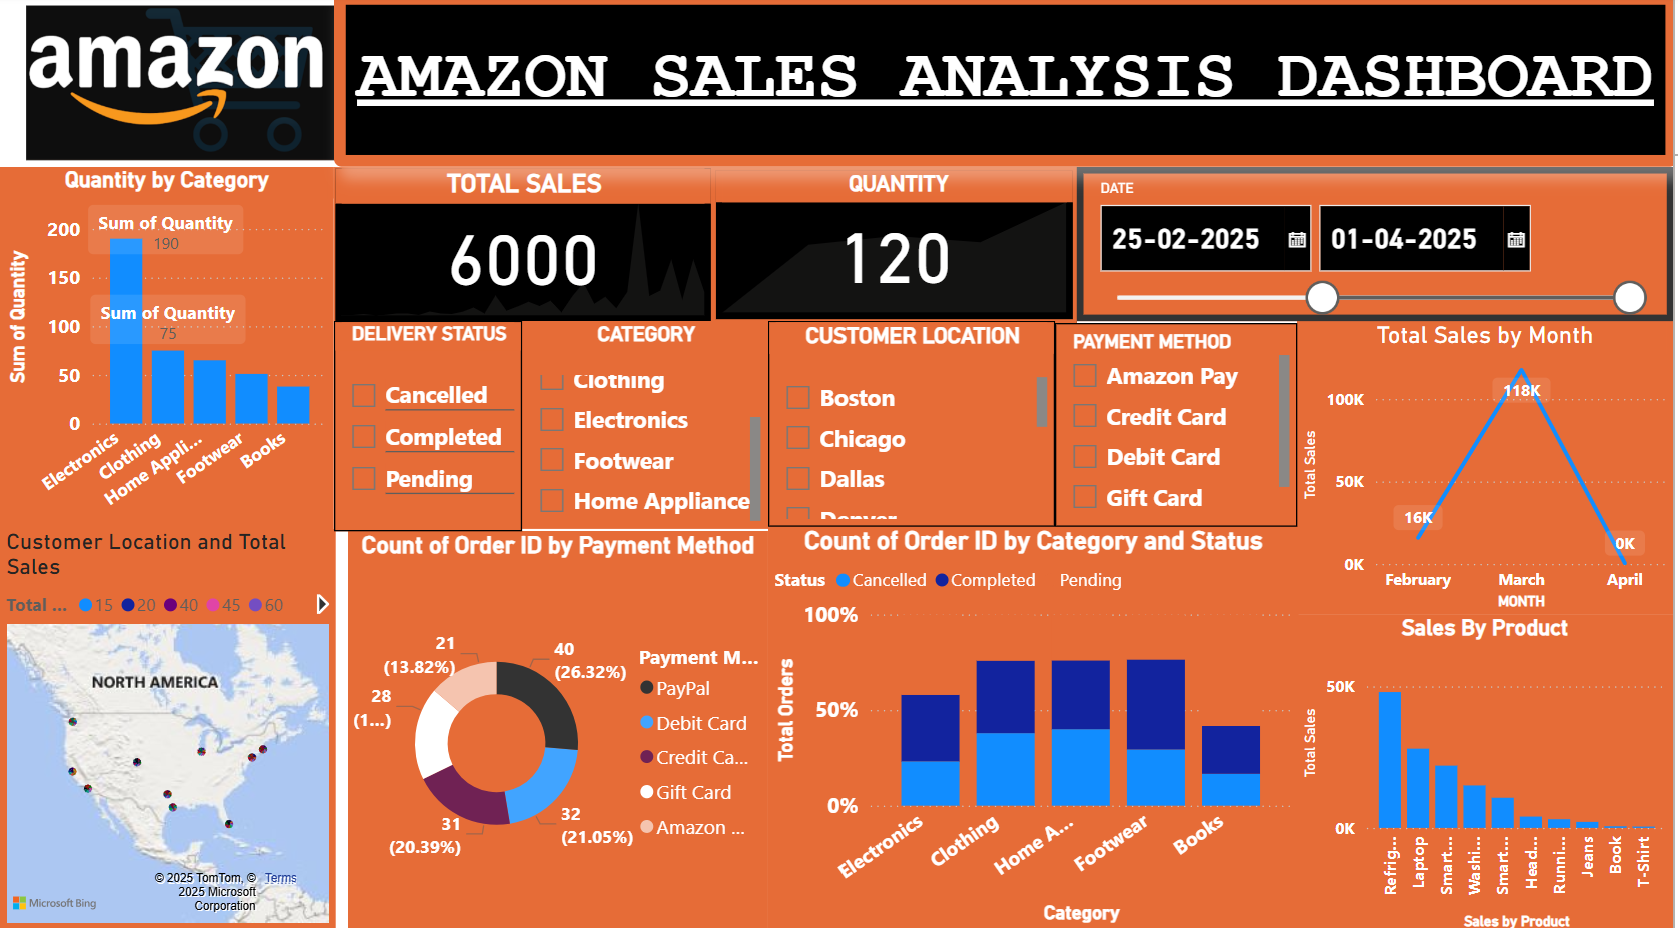 amazon
AMAZON SALES ANALYSIS DASHBOARD
Quantity by Category
Sum of Quantity
200
150
100
50
0
Sum of Quantity
190
Sum of Quantity
75
Electronics
Clothing
Home Appli...
Footwear
Books
TOTAL SALES
6000
QUANTITY
120
DATE
25-02-2025
01-04-2025
DELIVERY STATUS
Cancelled
Completed
Pending
CATEGORY
Clothing
Electronics
Footwear
Home Appliance
CUSTOMER LOCATION
Boston
Chicago
Dallas
Denver
PAYMENT METHOD
Amazon Pay
Credit Card
Debit Card
Gift Card
Total Sales by Month
Total Sales
100K
50K
0K
118K
16K
0K
February
March
April
MONTH
Customer Location and Total
Sales
Total ...
15
20
40
45
60
NORTH AMERICA
© 2025 TomTom, ©
2025 Microsoft
Corporation
Terms
Microsoft Bing
Count of Order ID by Payment Method
40
(26.32%)
32
(21.05%)
31
(20.39%)
28
(1...)
21
(13.82%)
Payment M...
PayPal
Debit Card
Credit Ca...
Gift Card
Amazon ...
Count of Order ID by Category and Status
Status
Cancelled
Completed
Pending
Total Orders
100%
50%
0%
Electronics
Clothing
Home A...
Footwear
Books
Category
Sales By Product
Total Sales
50K
0K
Refrig...
Laptop
Smart...
Washi...
Smart...
Head...
Runni...
Jeans
Book
T-Shirt
Sales by Product